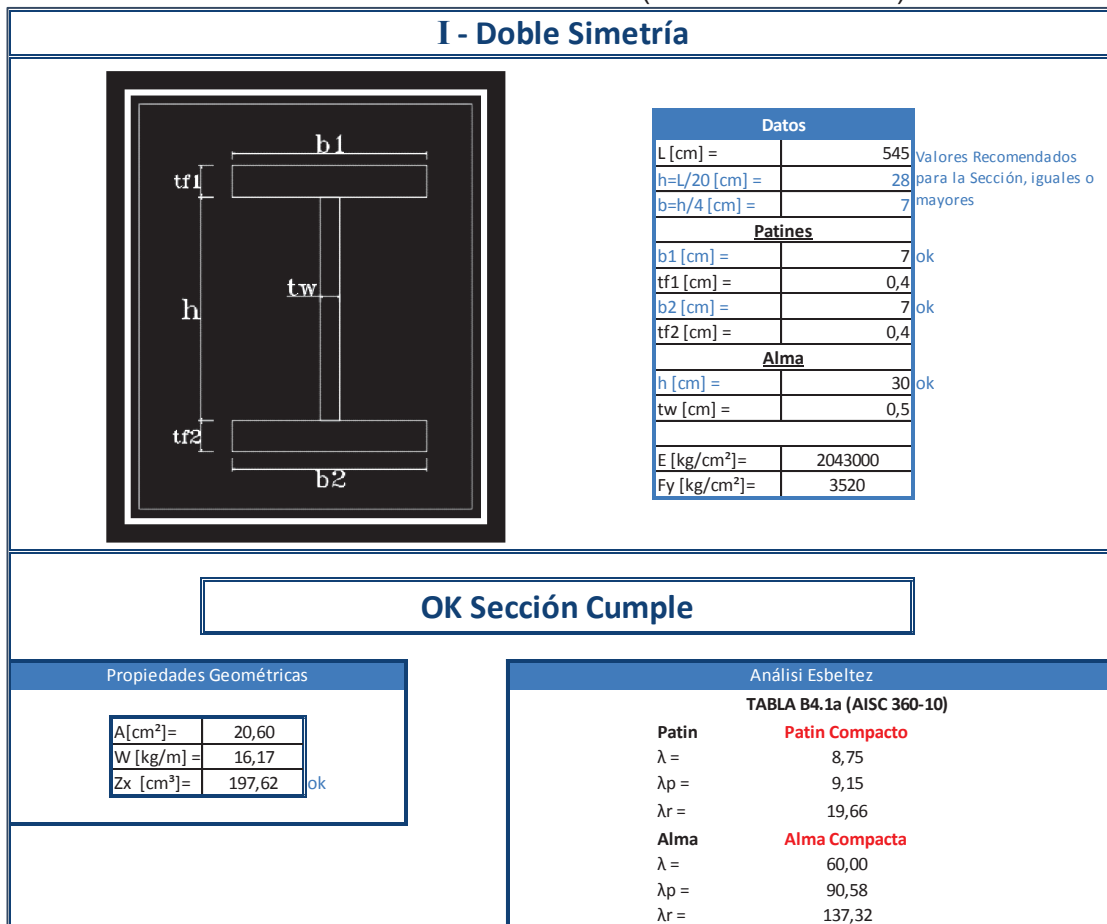 I - Doble Simetría
b1
tf1
tw
h
tf2
b2
Datos
L [cm] = 545
h=L/20 [cm] = 28
b=h/4 [cm] = 7
Valores Recomendados
para la Sección, iguales o
mayores
Patines
b1 [cm] = 7 ok
tf1 [cm] = 0,4
b2 [cm] = 7 ok
tf2 [cm] = 0,4
Alma
h [cm] = 30 ok
tw [cm] = 0,5
E [kg/cm²]= 2043000
Fy [kg/cm²]= 3520
OK Sección Cumple
Propiedades Geométricas
A[cm²]= 20,60
W [kg/m] = 16,17
Zx [cm³]= 197,62 ok
Análisi Esbeltez
TABLA B4.1a (AISC 360-10)
Patin Patin Compacto
λ = 8,75
λp = 9,15
λr = 19,66
Alma Alma Compacta
λ = 60,00
λp = 90,58
λr = 137,32